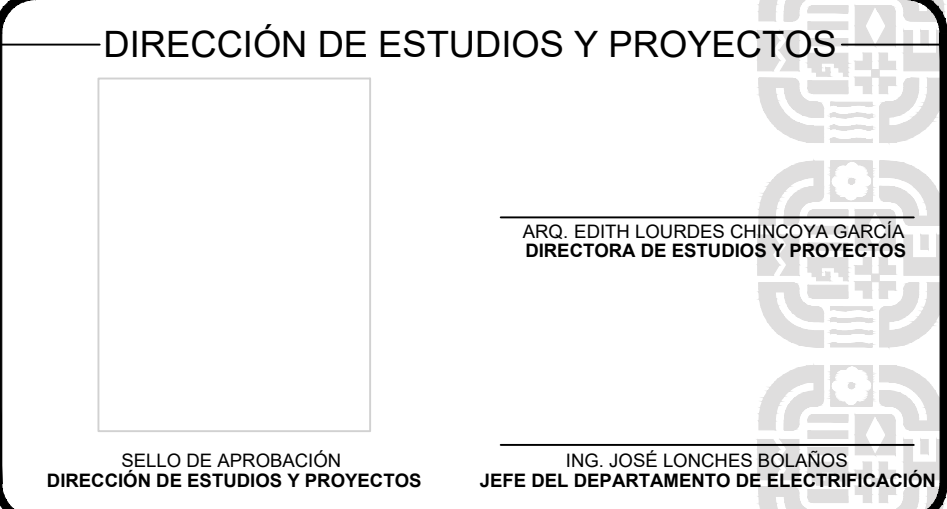 DIRECCIÓN DE ESTUDIOS Y PROYECTOS
ARQ. EDITH LOURDES CHINCOYA GARCÍA
DIRECTORA DE ESTUDIOS Y PROYECTOS
SELLO DE APROBACIÓN
DIRECCIÓN DE ESTUDIOS Y PROYECTOS
ING. JOSÉ LONCHES BOLAÑOS
JEFE DEL DEPARTAMENTO DE ELECTRIFICACIÓN